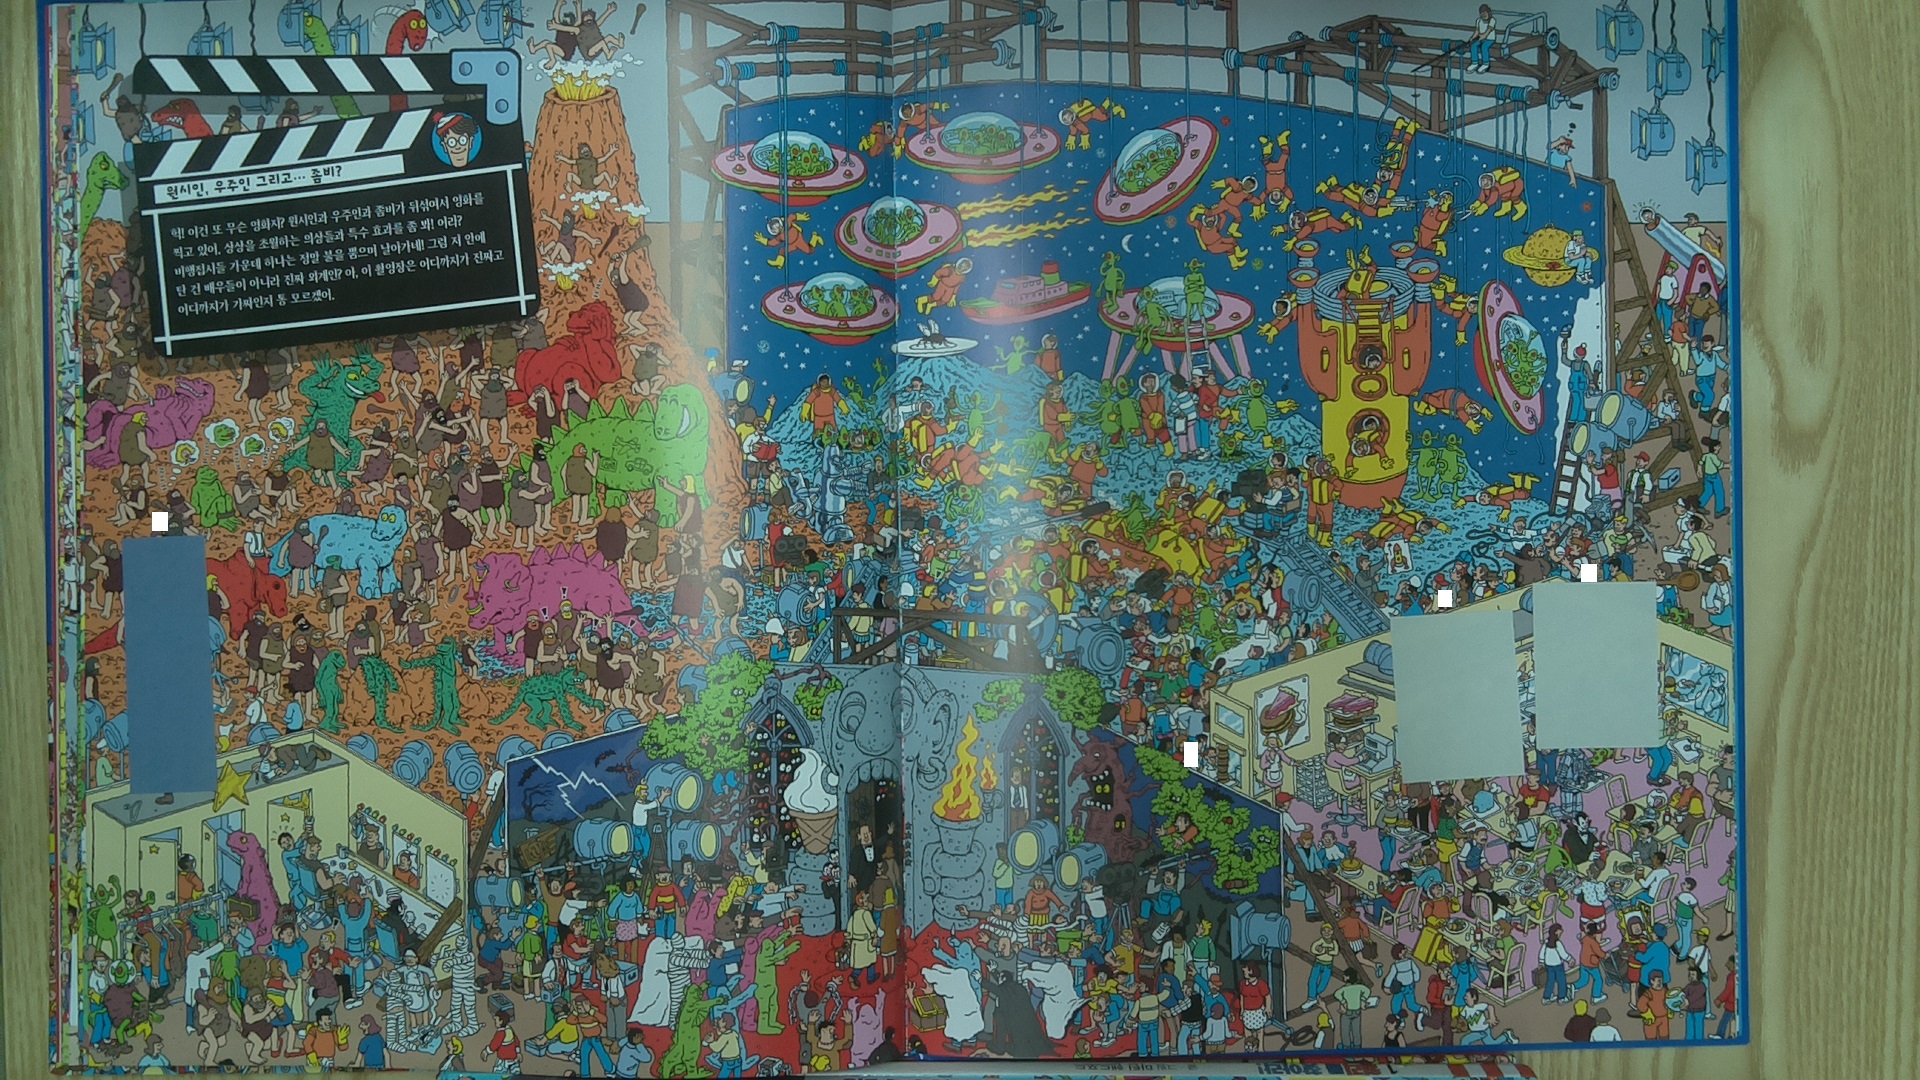 원시인, 우주인 그리고... 좀비?
헉! 이건 또 무슨 영화지? 원시인과 우주인과 좀비가 뒤섞여서 영화를
찍고 있어. 상상을 초월하는 의상들과 특수 효과를 좀 봐! 어라?
비행접시들 가운데 하나는 정말 불을 뿜으며 날아가네! 그럼 저 안에
탄 건 배우들이 아니라 진짜 외계인? 아, 이 촬영장은 어디까지가 진짜고
어디까지가 가짜인지 통 모르겠어.